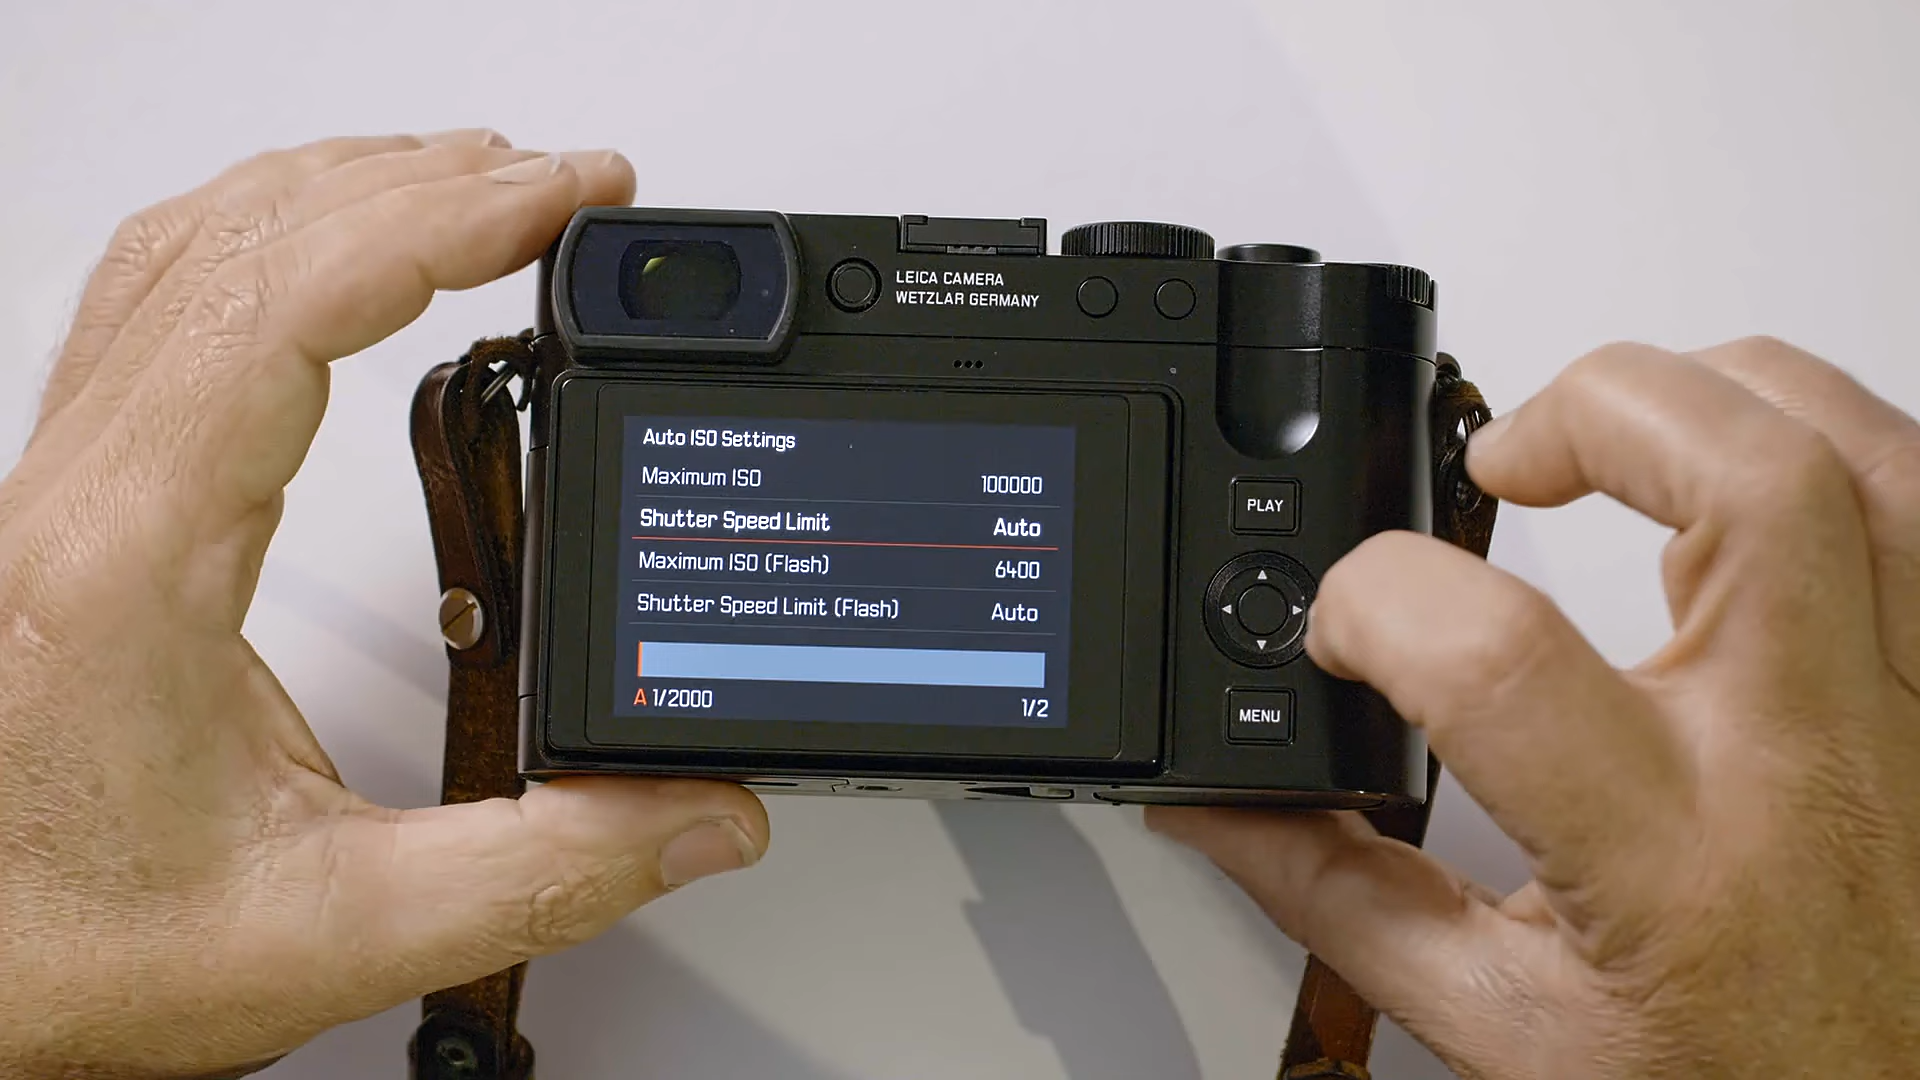 LEICA CAMERA
WETZLAR GERMANY
Auto ISO Settings
Maximum ISO 100000
Shutter Speed Limit Auto
Maximum ISO (Flash) 6400
Shutter Speed Limit (Flash) Auto
A 1/2000 1/2
PLAY
MENU